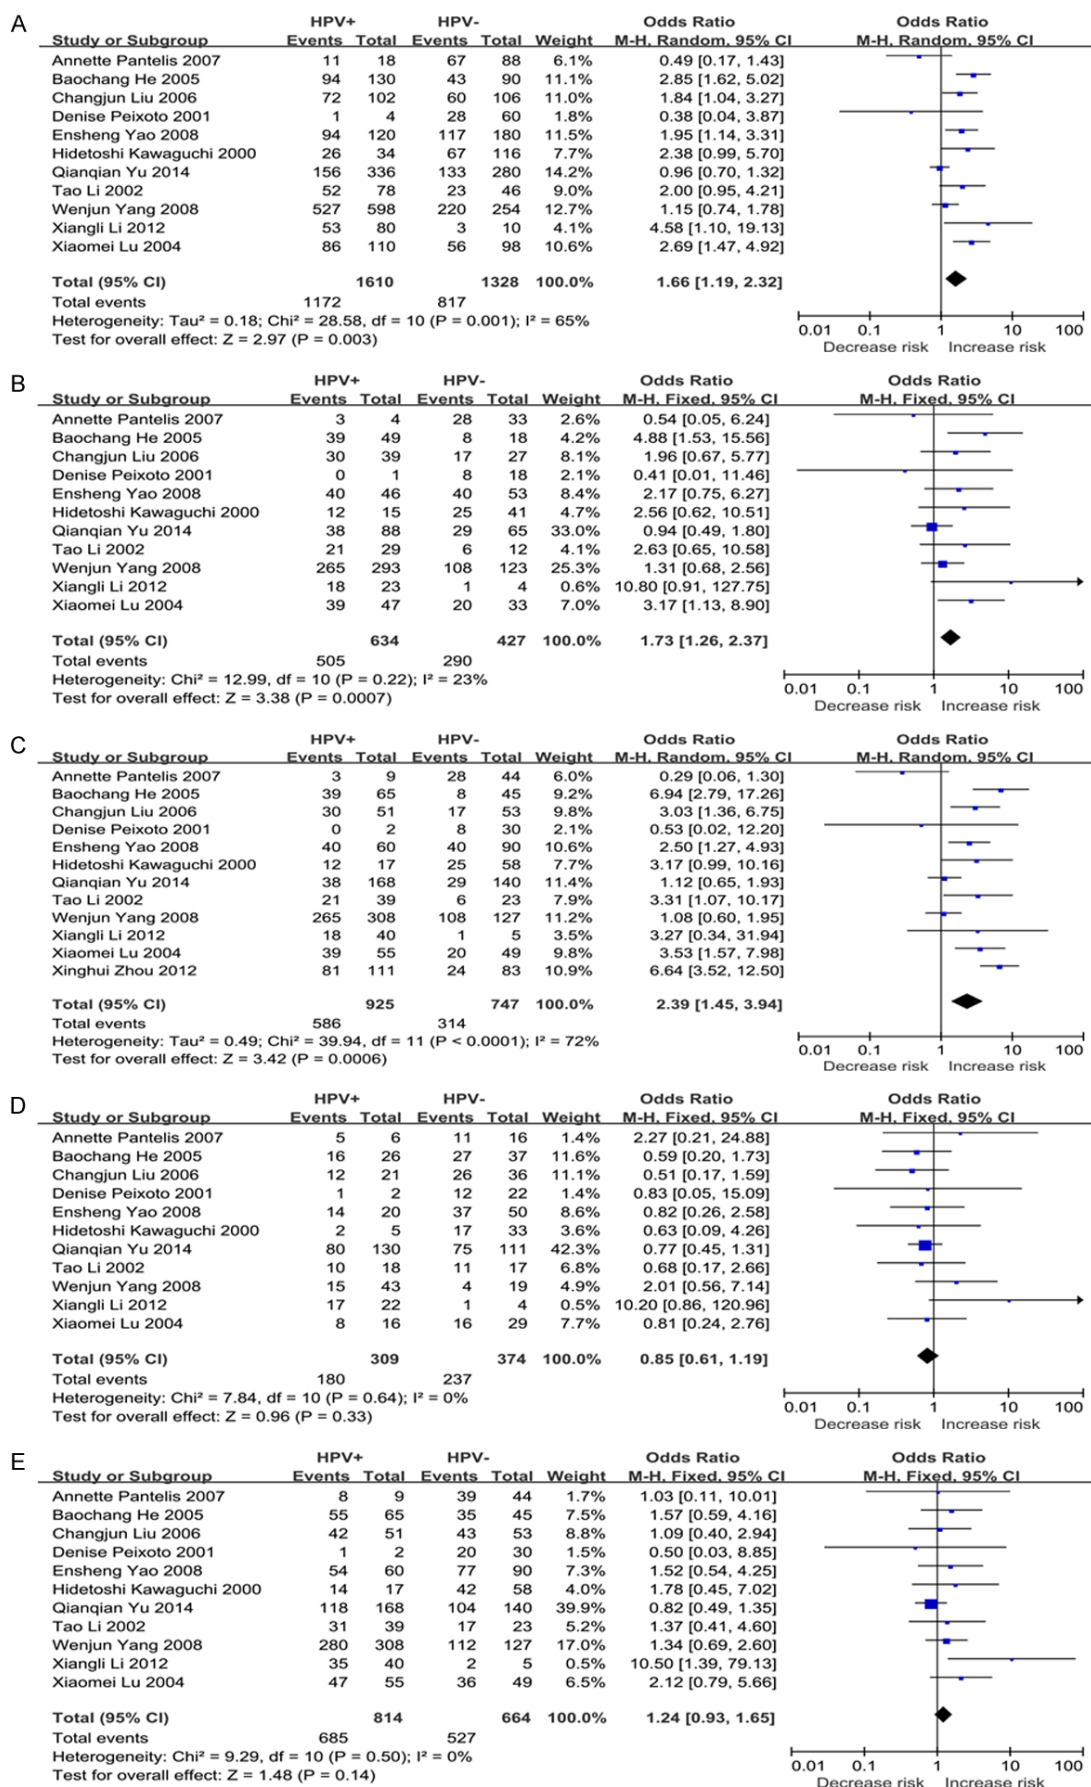 A
HPV+ HPV- Odds Ratio Odds Ratio
Study or Subgroup Events Total Events Total Weight M-H, Random, 95% CI M-H, Random, 95% CI
Annette Pantelis 2007 11 18 67 88 6.1% 0.49 [0.17, 1.43]
Baochang He 2005 94 130 43 90 11.1% 2.85 [1.62, 5.02]
Changjun Liu 2006 72 102 60 106 11.0% 1.84 [1.04, 3.27]
Denise Peixoto 2001 1 4 28 60 1.8% 0.38 [0.04, 3.87]
Ensheng Yao 2008 94 120 117 180 11.5% 1.95 [1.14, 3.31]
Hidetoshi Kawaguchi 2000 26 34 67 116 7.7% 2.38 [0.99, 5.70]
Qianqian Yu 2014 156 336 133 280 14.2% 0.96 [0.70, 1.32]
Tao Li 2002 52 78 23 46 9.0% 2.00 [0.95, 4.21]
Wenjun Yang 2008 527 598 220 254 12.7% 1.15 [0.74, 1.78]
Xiangli Li 2012 53 80 3 10 4.1% 4.58 [1.10, 19.13]
Xiaomei Lu 2004 86 110 56 98 10.6% 2.69 [1.47, 4.92]
Total (95% CI) 1610 1328 100.0% 1.66 [1.19, 2.32]
Total events 1172 817
Heterogeneity: Tau² = 0.18; Chi² = 28.58, df = 10 (P = 0.001); I² = 65%
Test for overall effect: Z = 2.97 (P = 0.003)
0.01 0.1 1 10 100
Decrease risk Increase risk
B
HPV+ HPV- Odds Ratio Odds Ratio
Study or Subgroup Events Total Events Total Weight M-H, Fixed, 95% CI M-H, Fixed, 95% CI
Annette Pantelis 2007 3 4 28 33 2.6% 0.54 [0.05, 6.24]
Baochang He 2005 39 49 8 18 4.2% 4.88 [1.53, 15.56]
Changjun Liu 2006 30 39 17 27 8.1% 1.96 [0.67, 5.77]
Denise Peixoto 2001 0 1 8 18 2.1% 0.41 [0.01, 11.46]
Ensheng Yao 2008 40 46 40 53 8.4% 2.17 [0.75, 6.27]
Hidetoshi Kawaguchi 2000 12 15 25 41 4.7% 2.56 [0.62, 10.51]
Qianqian Yu 2014 38 88 29 65 33.0% 0.94 [0.49, 1.80]
Tao Li 2002 21 29 6 12 4.1% 2.63 [0.65, 10.58]
Wenjun Yang 2008 265 293 108 123 25.3% 1.31 [0.68, 2.56]
Xiangli Li 2012 18 23 1 4 0.6% 10.80 [0.91, 127.75]
Xiaomei Lu 2004 39 47 20 33 7.0% 3.17 [1.13, 8.90]
Total (95% CI) 634 427 100.0% 1.73 [1.26, 2.37]
Total events 505 290
Heterogeneity: Chi² = 12.99, df = 10 (P = 0.22); I² = 23%
Test for overall effect: Z = 3.38 (P = 0.0007)
0.01 0.1 1 10 100
Decrease risk Increase risk
C
HPV+ HPV- Odds Ratio Odds Ratio
Study or Subgroup Events Total Events Total Weight M-H, Random, 95% CI M-H, Random, 95% CI
Annette Pantelis 2007 3 9 28 44 6.0% 0.29 [0.06, 1.30]
Baochang He 2005 39 65 8 45 9.2% 6.94 [2.79, 17.26]
Changjun Liu 2006 30 51 17 53 9.8% 3.03 [1.36, 6.75]
Denise Peixoto 2001 0 2 8 30 2.1% 0.53 [0.02, 12.20]
Ensheng Yao 2008 40 60 40 90 10.6% 2.50 [1.27, 4.93]
Hidetoshi Kawaguchi 2000 12 17 25 58 7.7% 3.17 [0.99, 10.16]
Qianqian Yu 2014 38 168 29 140 11.4% 1.12 [0.65, 1.93]
Tao Li 2002 21 39 6 23 7.9% 3.31 [1.07, 10.17]
Wenjun Yang 2008 265 308 108 127 11.2% 1.08 [0.60, 1.95]
Xiangli Li 2012 18 40 1 5 3.5% 3.27 [0.34, 31.94]
Xiaomei Lu 2004 39 55 20 49 9.8% 3.53 [1.57, 7.98]
Xinghui Zhou 2012 81 111 24 83 10.9% 6.64 [3.52, 12.50]
Total (95% CI) 925 747 100.0% 2.39 [1.45, 3.94]
Total events 586 314
Heterogeneity: Tau² = 0.49; Chi² = 39.94, df = 11 (P < 0.0001); I² = 72%
Test for overall effect: Z = 3.42 (P = 0.0006)
0.01 0.1 1 10 100
Decrease risk Increase risk
D
HPV+ HPV- Odds Ratio Odds Ratio
Study or Subgroup Events Total Events Total Weight M-H, Fixed, 95% CI M-H, Fixed, 95% CI
Annette Pantelis 2007 5 6 11 16 1.4% 2.27 [0.21, 24.88]
Baochang He 2005 16 26 27 37 11.6% 0.59 [0.20, 1.73]
Changjun Liu 2006 12 21 26 36 11.1% 0.51 [0.17, 1.59]
Denise Peixoto 2001 1 2 12 22 1.4% 0.83 [0.05, 15.09]
Ensheng Yao 2008 14 20 37 50 8.6% 0.82 [0.26, 2.58]
Hidetoshi Kawaguchi 2000 2 5 17 33 3.6% 0.63 [0.09, 4.26]
Qianqian Yu 2014 80 130 75 111 42.3% 0.77 [0.45, 1.31]
Tao Li 2002 10 18 11 17 6.8% 0.68 [0.17, 2.66]
Wenjun Yang 2008 15 43 4 19 4.9% 2.01 [0.56, 7.14]
Xiangli Li 2012 17 22 1 4 0.5% 10.20 [0.86, 120.96]
Xiaomei Lu 2004 8 16 16 29 7.7% 0.81 [0.24, 2.76]
Total (95% CI) 309 374 100.0% 0.85 [0.61, 1.19]
Total events 180 237
Heterogeneity: Chi² = 7.84, df = 10 (P = 0.64); I² = 0%
Test for overall effect: Z = 0.96 (P = 0.33)
0.01 0.1 1 10 100
Decrease risk Increase risk
E
HPV+ HPV- Odds Ratio Odds Ratio
Study or Subgroup Events Total Events Total Weight M-H, Fixed, 95% CI M-H, Fixed, 95% CI
Annette Pantelis 2007 8 9 39 44 1.7% 1.03 [0.11, 10.01]
Baochang He 2005 55 65 35 45 7.5% 1.57 [0.59, 4.16]
Changjun Liu 2006 42 51 43 53 8.8% 1.09 [0.40, 2.94]
Denise Peixoto 2001 1 2 20 30 1.5% 0.50 [0.03, 8.85]
Ensheng Yao 2008 54 60 77 90 7.3% 1.52 [0.54, 4.25]
Hidetoshi Kawaguchi 2000 14 17 42 58 4.0% 1.78 [0.45, 7.02]
Qianqian Yu 2014 118 168 104 140 39.9% 0.82 [0.49, 1.35]
Tao Li 2002 31 39 17 23 5.2% 1.37 [0.41, 4.60]
Wenjun Yang 2008 280 308 112 127 17.0% 1.34 [0.69, 2.60]
Xiangli Li 2012 35 40 2 5 0.5% 10.50 [1.39, 79.13]
Xiaomei Lu 2004 47 55 36 49 6.5% 2.12 [0.79, 5.66]
Total (95% CI) 814 664 100.0% 1.24 [0.93, 1.65]
Total events 685 527
Heterogeneity: Chi² = 9.29, df = 10 (P = 0.50); I² = 0%
Test for overall effect: Z = 1.48 (P = 0.14)
0.01 0.1 1 10 100
Decrease risk Increase risk